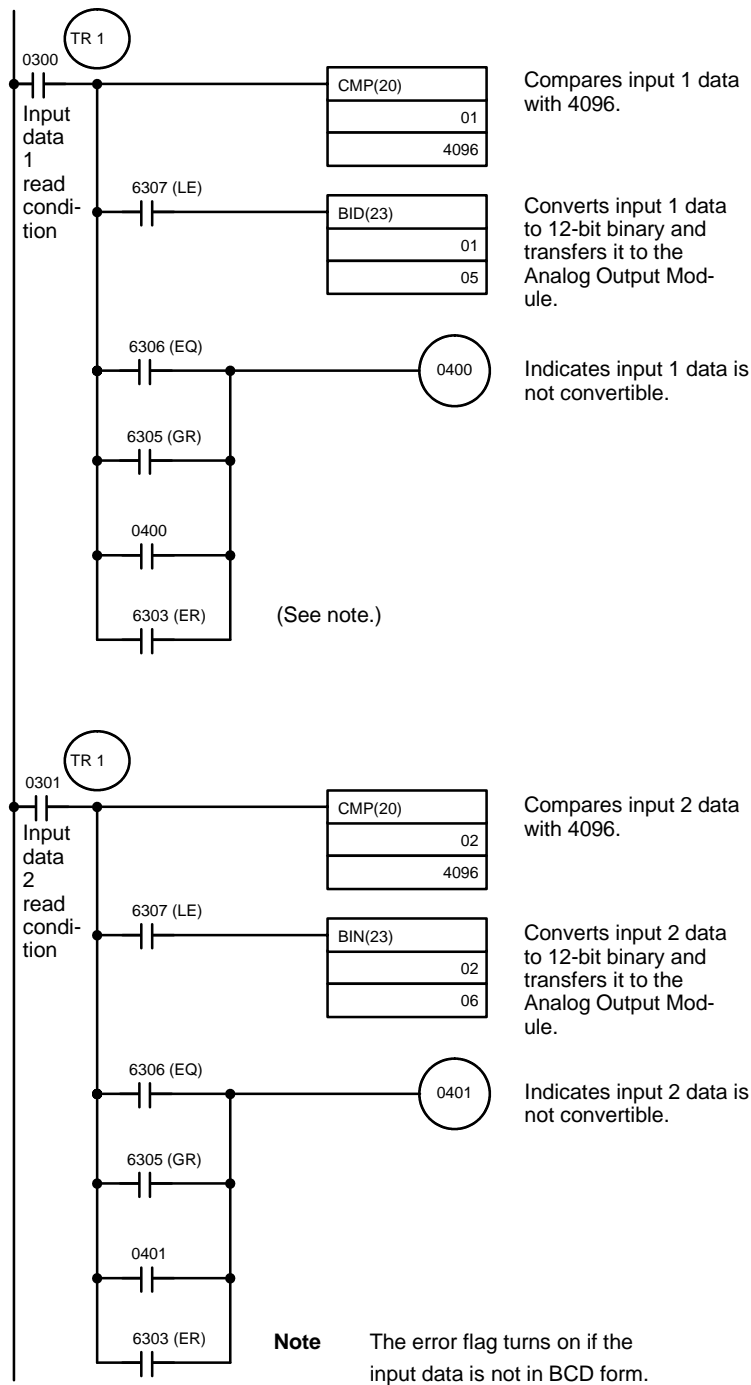 TR 1
0300
Input
data
1
read
condi-
tion
CMP(20)
01
4096
Compares input 1 data
with 4096.
6307 (LE)
BID(23)
01
05
Converts input 1 data
to 12-bit binary and
transfers it to the
Analog Output Mod-
ule.
6306 (EQ)
0400
Indicates input 1 data is
not convertible.
6305 (GR)
0400
6303 (ER)
(See note.)
TR 1
0301
Input
data
2
read
condi-
tion
CMP(20)
02
4096
Compares input 2 data
with 4096.
6307 (LE)
BIN(23)
02
06
Converts input 2 data
to 12-bit binary and
transfers it to the
Analog Output Mod-
ule.
6306 (EQ)
0401
Indicates input 2 data is
not convertible.
6305 (GR)
0401
6303 (ER)
Note The error flag turns on if the
input data is not in BCD form.